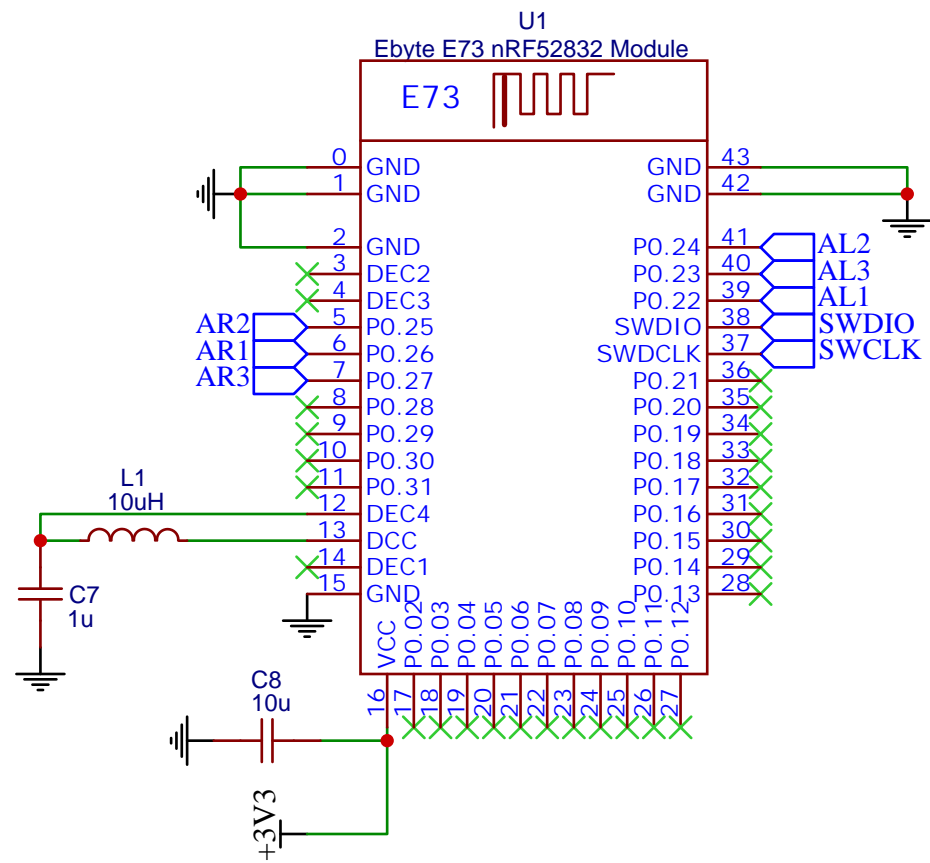 U1
Ebyte E73 nRF52832 Module
E73
0 GND
1 GND
2 GND
3 DEC2
4 DEC3
AR2 5 P0.25
AR1 6 P0.26
AR3 7 P0.27
8 P0.28
9 P0.29
10 P0.30
11 P0.31
12 DEC4
13 DCC
14 DEC1
15 GND
GND 43
GND 42
P0.24 41 AL2
P0.23 40 AL3
P0.22 39 AL1
SWDIO 38 SWDIO
SWDCLK 37 SWCLK
P0.21 36
P0.20 35
P0.19 34
P0.18 33
P0.17 32
P0.16 31
P0.15 30
P0.14 29
P0.13 28
L1
10uH
C7
1u
VCC 16
P0.02 17
P0.03 18
P0.04 19
P0.05 20
P0.06 21
P0.07 22
P0.08 23
P0.09 24
P0.10 25
P0.11 26
P0.12 27
C8
10u
+3V3